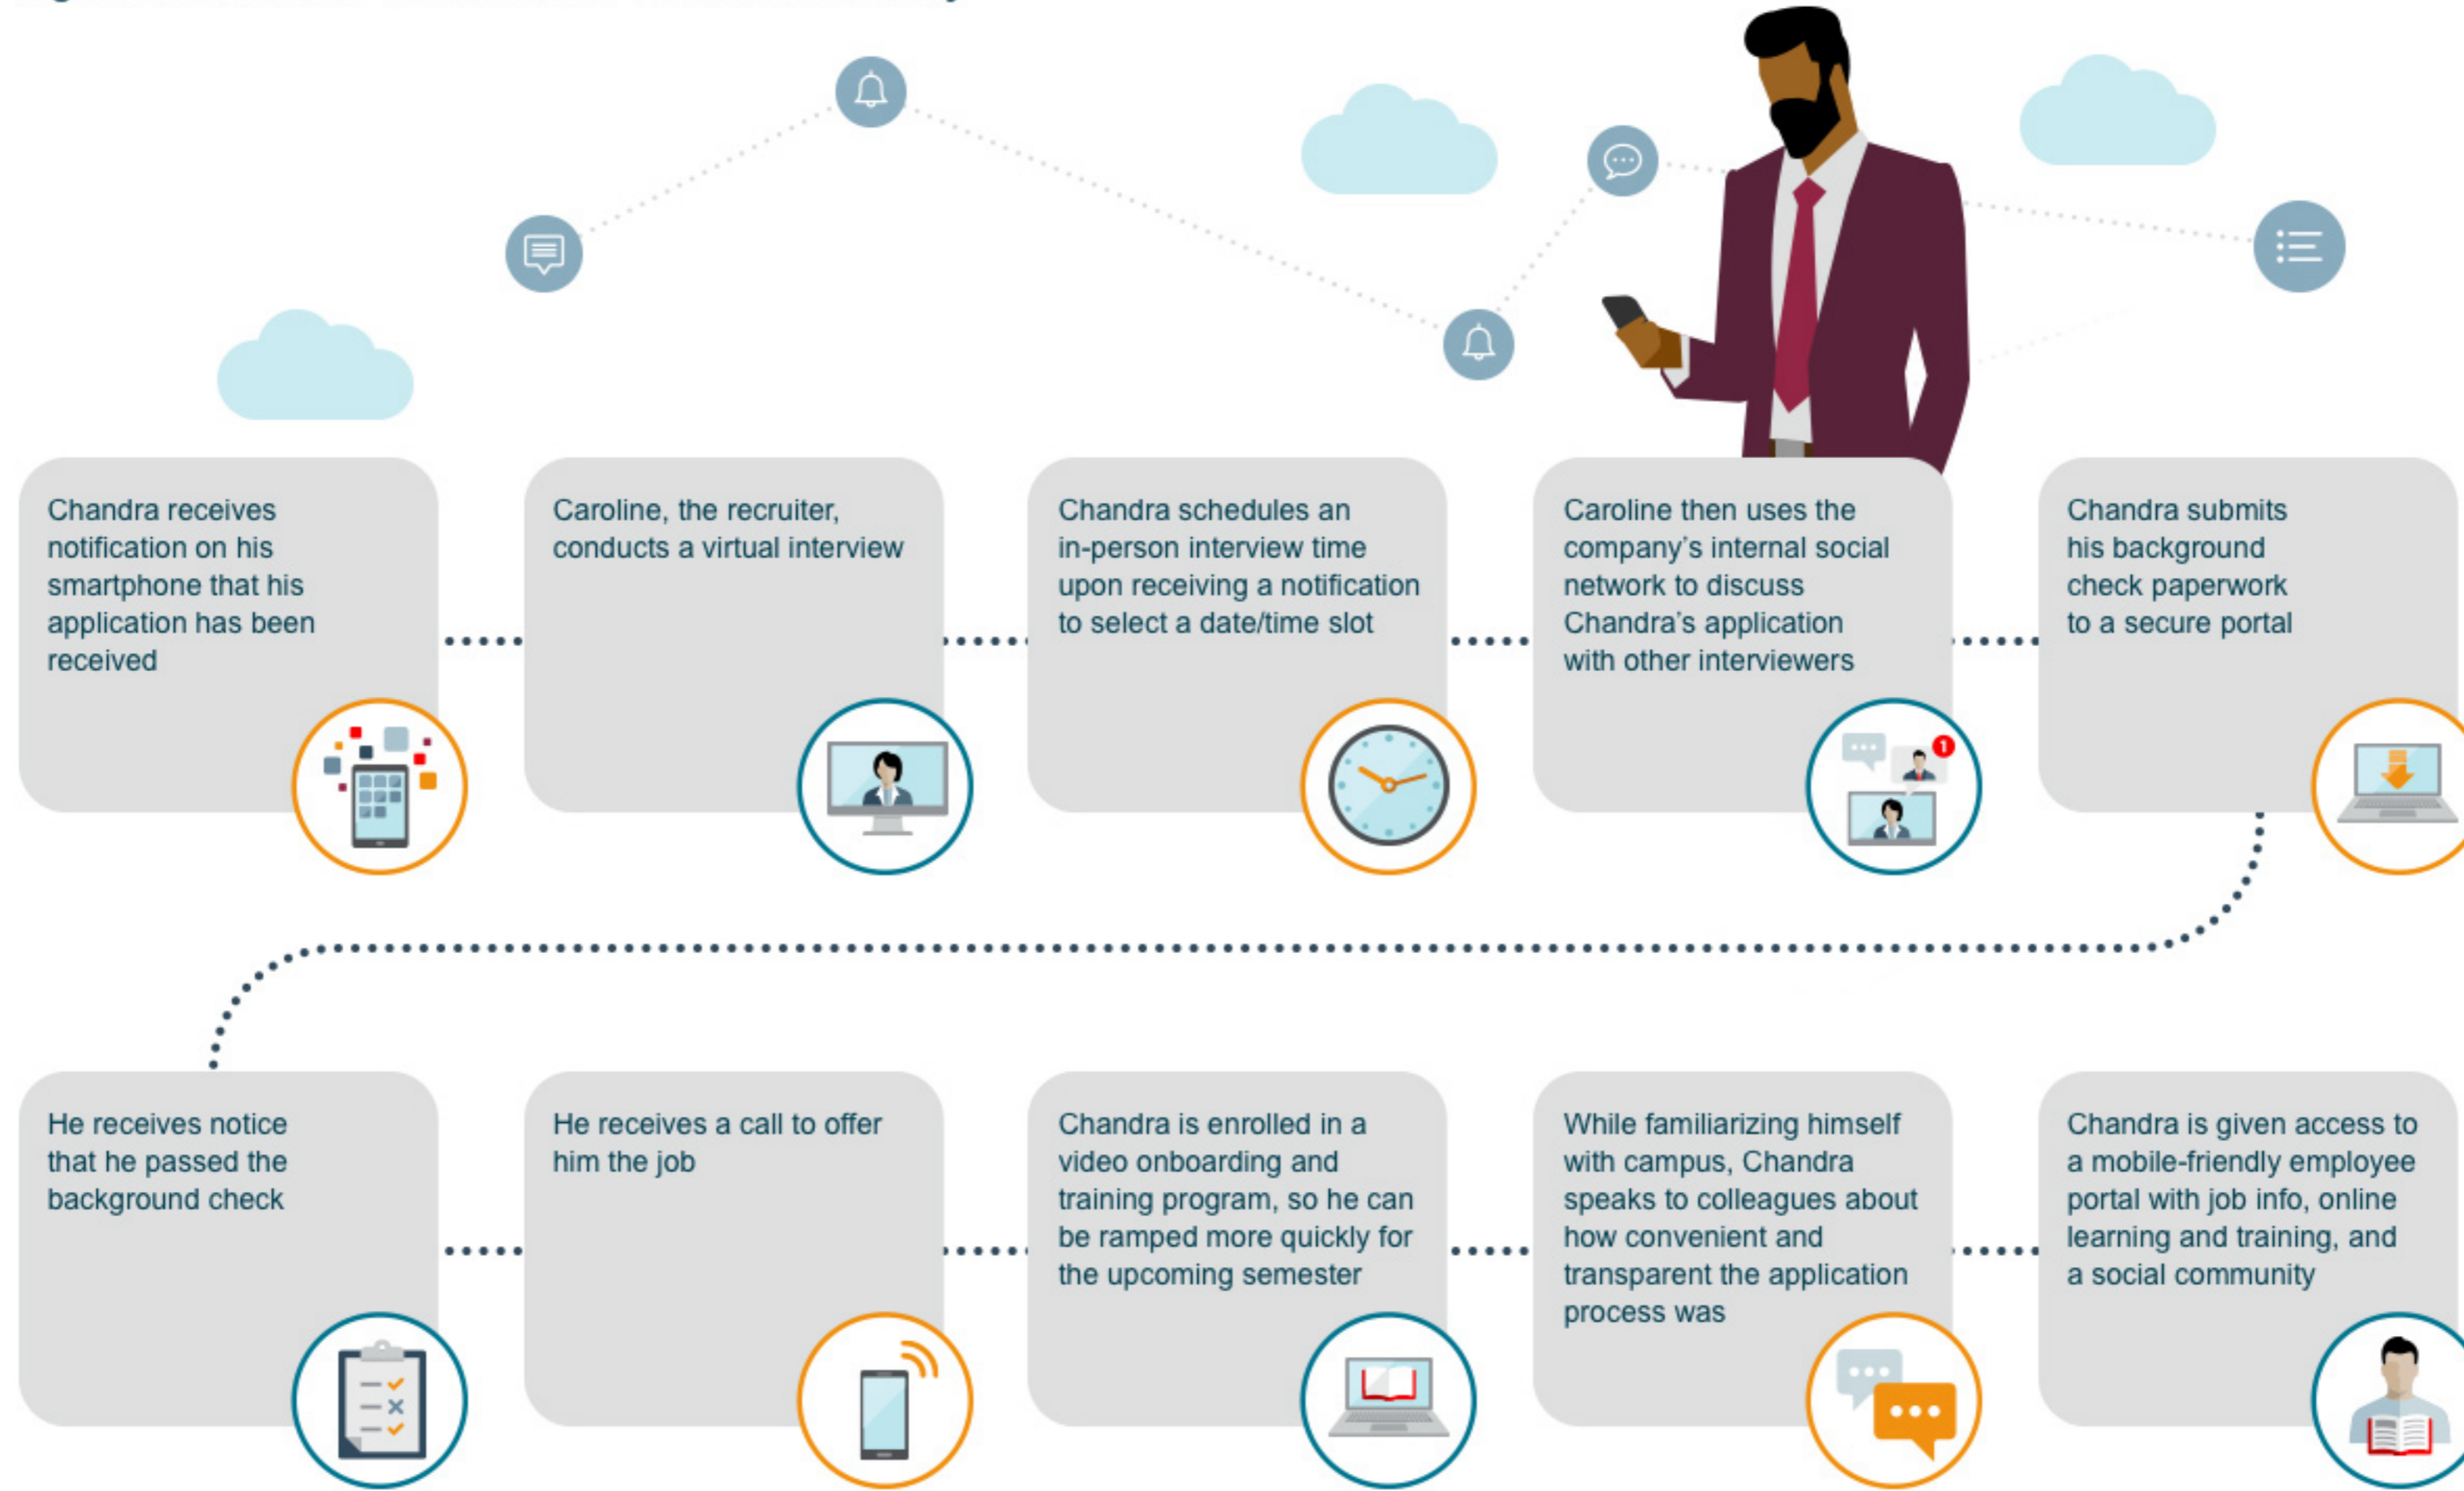 Chandra receives
notification on his
smartphone that his
application has been
received
Caroline, the recruiter,
conducts a virtual interview
Chandra schedules an
in-person interview time
upon receiving a notification
to select a date/time slot
Caroline then uses the
company’s internal social
network to discuss
Chandra’s application
with other interviewers
1
Chandra submits
his background
check paperwork
to a secure portal
He receives notice
that he passed the
background check
He receives a call to offer
him the job
Chandra is enrolled in a
video onboarding and
training program, so he can
be ramped more quickly for
the upcoming semester
While familiarizing himself
with campus, Chandra
speaks to colleagues about
how convenient and
transparent the application
process was
Chandra is given access to
a mobile-friendly employee
portal with job info, online
learning and training, and
a social community